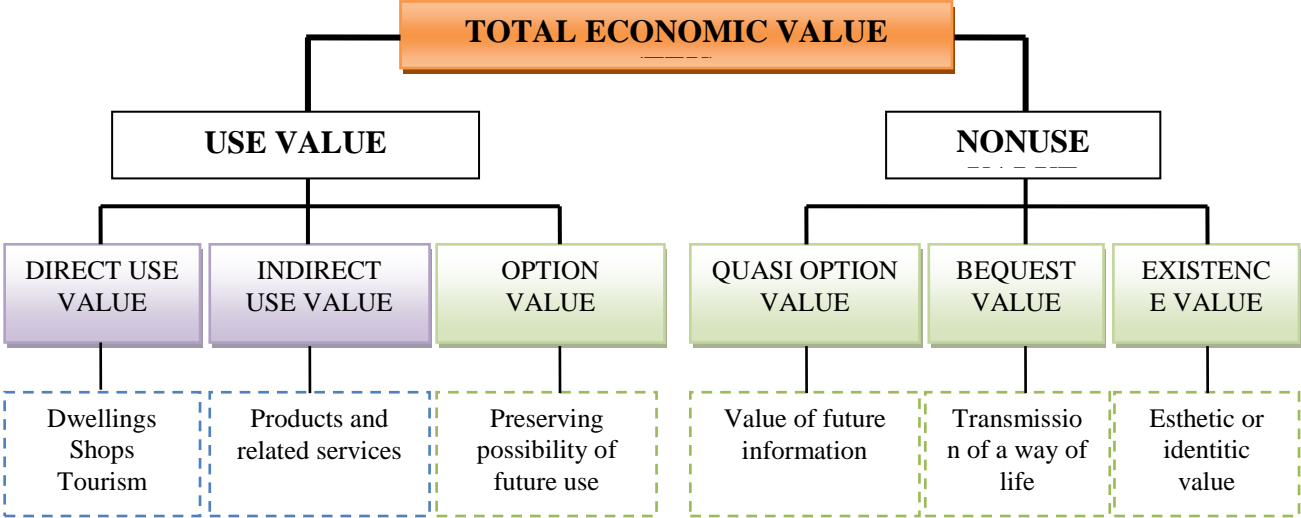 TOTAL ECONOMIC VALUE
USE VALUE
NONUSE
DIRECT USE
VALUE
INDIRECT
USE VALUE
OPTION
VALUE
QUASI OPTION
VALUE
BEQUEST
VALUE
EXISTENC
E VALUE
Dwellings
Shops
Tourism
Products and
related services
Preserving
possibility of
future use
Value of future
information
Transmissio
n of a way of
life
Esthetic or
identitic
value